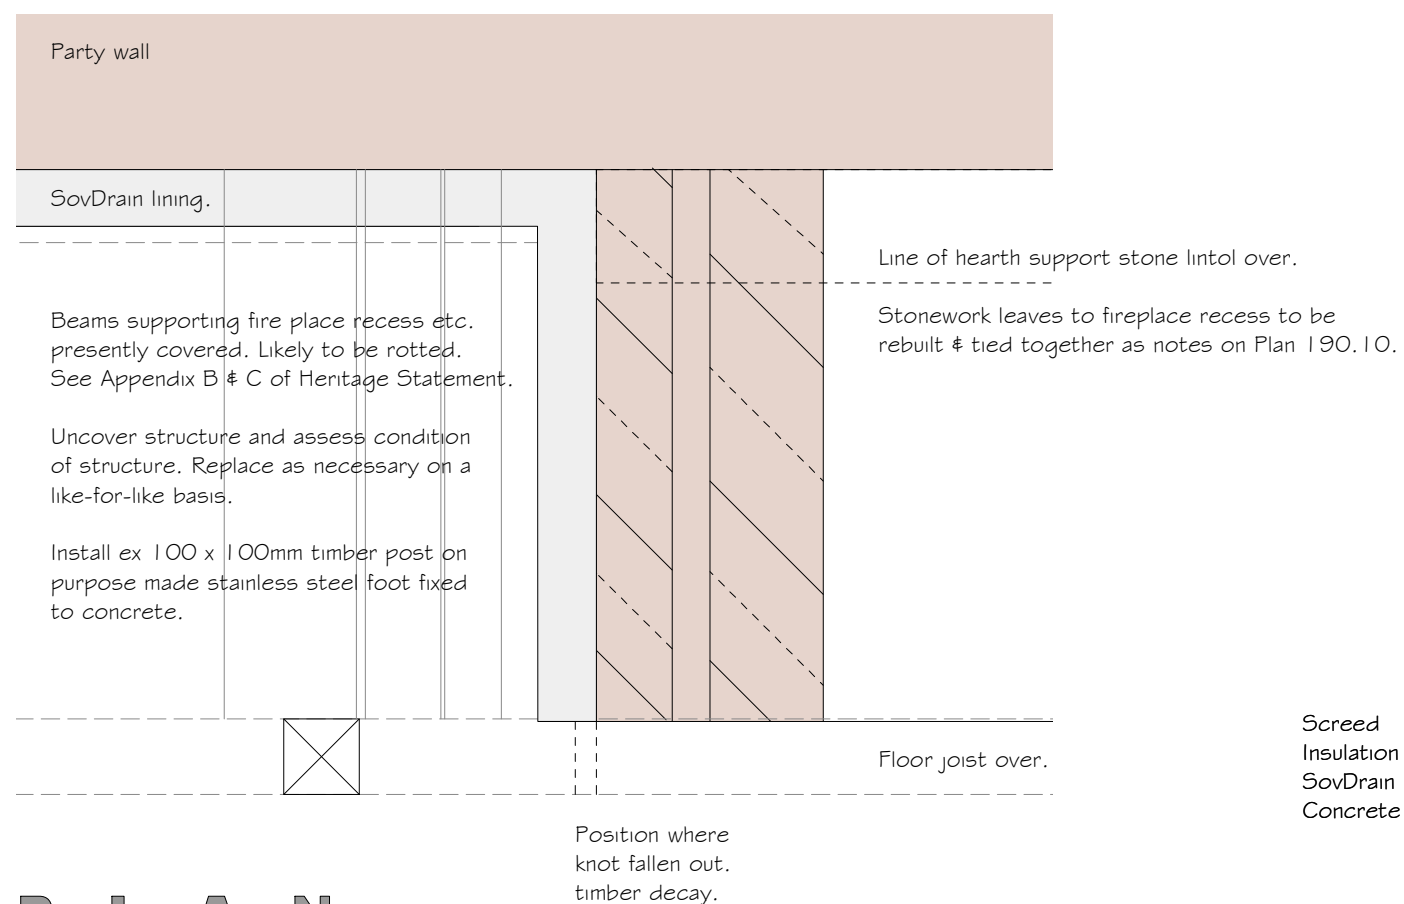 Party wall
SovDrain lining.
Line of hearth support stone lintol over.
Beams supporting fire place recess etc.
presently covered. Likely to be rotted.
See Appendix B & C of Heritage Statement.
Stonework leaves to fireplace recess to be
rebuilt & tied together as notes on Plan 190.10.
Uncover structure and assess condition
of structure. Replace as necessary on a
like-for-like basis.
Install ex 100 x 100mm timber post on
purpose made stainless steel foot fixed
to concrete.
Floor joist over.
Screed
Insulation
SovDrain
Concrete
Position where
knot fallen out.
timber decay.
PLAN